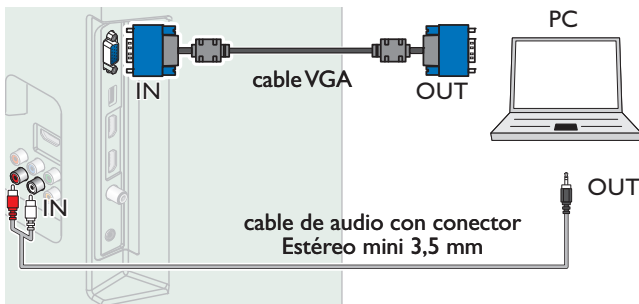 PC
IN
cable VGA
OUT
OUT
IN
cable de audio con conector
Estéreo mini 3,5 mm